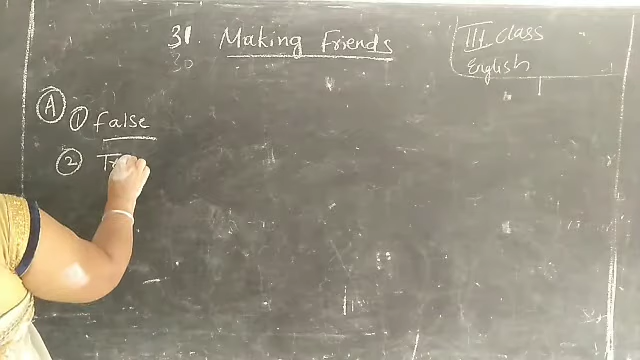 31. Making Friends
30
III Class
English
A ① False
②